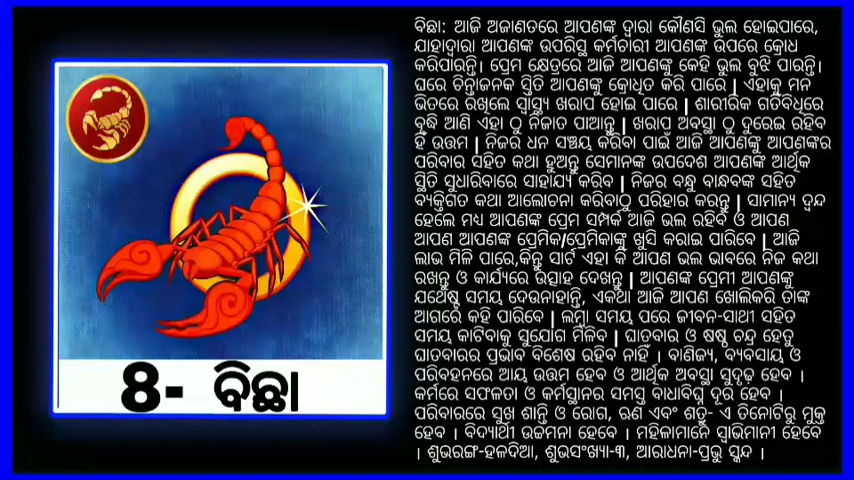 ବିଛା: ଆଜି ଅଜାଣତରେ ଆପଣଙ୍କ ଦ୍ୱାରା କୌଣସି ଭୁଲ ହୋଇପାରେ,
ଯାହାଦ୍ୱାରା ଆପଣଙ୍କ ଉପରିସ୍ଥ କର୍ମଚାରୀ ଆପଣଙ୍କ ଉପରେ କ୍ରୋଧ
କରିପାରନ୍ତି। ପ୍ରେମ କ୍ଷେତ୍ରରେ ଆଜି ଆପଣଙ୍କୁ କେହି ଭୁଲ ବୁଝି ପାରନ୍ତି।
ଘରେ ଚିନ୍ତାଜନକ ସ୍ତିତି ଆପଣଙ୍କୁ କ୍ରୋଧିତ କରି ପାରେ | ଏହାକୁ ମନ
ଭିତରେ ରଖିଲେ ସ୍ୱାସ୍ଥ୍ୟ ଖରାପ ହୋଇ ପାରେ | ଶାରୀରିକ ଗତିବିଧିରେ
ବୃଦ୍ଧି ଆଣି ଏହା ଠୁ ନିଜାତ ପାଆନ୍ତୁ | ଖରାପ ଅବସ୍ଥା ଠୁ ଦୁରେଇ ରହିବ
ହିଁ ଉତ୍ତମ | ନିଜର ଧନ ସଞ୍ଚୟ କରିବା ପାଇଁ ଆଜି ଆପଣଙ୍କୁ ଆପଣଙ୍କର
ପରିବାର ସହିତ କଥା ହୁଅନ୍ତୁ ସେମାନଙ୍କ ଉପଦେଶ ଆପଣଙ୍କ ଆର୍ଥିକ
ସ୍ଥିତି ସୁଧାରିବାରେ ସାହାଯ୍ୟ କରିବ | ନିଜର ବନ୍ଧୁ ବାନ୍ଧବଙ୍କ ସହିତ
ବ୍ୟକ୍ତିଗତ କଥା ଆଲୋଚନା କରିବାଠୁ ପରିହାର କରନ୍ତୁ | ସାମାନ୍ୟ ଦ୍ୱନ୍ଦ
ହେଲେ ମଧ୍ୟ ଆପଣଙ୍କ ପ୍ରେମ ସମ୍ପର୍କ ଆଜି ଭଲ ରହିବ ଓ ଆପଣ
ଆପଣ ଆପଣଙ୍କ ପ୍ରେମିକ/ପ୍ରେମିକାଙ୍କୁ ଖୁସି କରାଇ ପାରିବେ | ଆଜି
ଲାଭ ମିଳି ପାରେ,କିନ୍ତୁ ସାର୍ଟ ଏହା କି ଆପଣ ଭଲ ଭାବରେ ନିଜ କଥା
ରଖନ୍ତୁ ଓ କାର୍ଯ୍ୟରେ ଉତ୍ସାହ ଦେଖନ୍ତୁ | ଆପଣଙ୍କ ପ୍ରେମୀ ଆପଣଙ୍କୁ
ଯଥେଷ୍ଟ ସମୟ ଦେଉନାହାନ୍ତି, ଏକଥା ଆଜି ଆପଣ ଖୋଲିକରି ତାଙ୍କ
ଆଗରେ କହି ପାରିବେ | ଲମ୍ବା ସମୟ ପରେ ଜୀବନ-ସାଥୀ ସହିତ
ସମୟ କାଟିବାକୁ ସୁଯୋଗ ମିଳିବ | ଘାତବାର ଓ ଷଷ୍ଠ ଚନ୍ଦ୍ର ହେତୁ
ଘାତବାରର ପ୍ରଭାବ ବିଶେଷ ରହିବ ନାହିଁ । ବାଣିଜ୍ୟ, ବ୍ୟବସାୟ ଓ
ପରିବହନରେ ଆୟ ଉତ୍ତମ ହେବ ଓ ଆର୍ଥିକ ଅବସ୍ଥା ସୁଦୃଢ଼ ହେବ ।
କର୍ମରେ ସଫଳତା ଓ କର୍ମସ୍ଥାନର ସମସ୍ତ ବାଧାବିଘ୍ନ ଦୂର ହେବ ।
ପରିବାରରେ ସୁଖ ଶାନ୍ତି ଓ ରୋଗ, ଋଣ ଏବଂ ଶତ୍ରୁ- ଏ ତିନୋଟିରୁ ମୁକ୍ତ
ହେବ । ବିଦ୍ୟାର୍ଥୀ ଉଚ୍ଚମନା ହେବେ । ମହିଳାମାନେ ସ୍ୱାଭିମାନୀ ହେବେ
। ଶୁଭରଙ୍ଗ-ହଳଦିଆ, ଶୁଭସଂଖ୍ୟା-୩, ଆରାଧନା-ପ୍ରଭୁ ସ୍କନ୍ଦ ।
8- ବିଛା